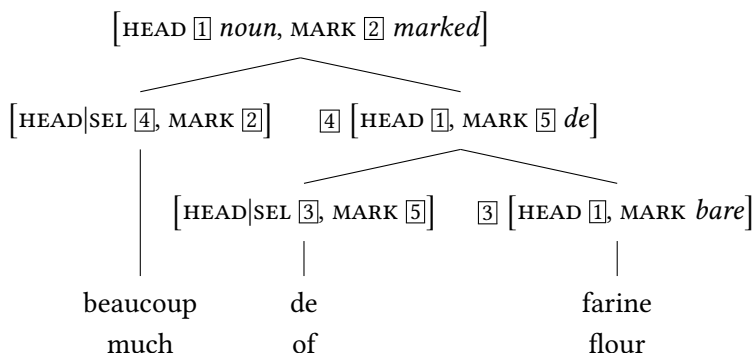 [HEAD 1 noun, MARK 2 marked]
[HEAD|SEL 4, MARK 2] 4 [HEAD 1, MARK 5 de]
[HEAD|SEL 3, MARK 5] 3 [HEAD 1, MARK bare]
beaucoup de farine
much of flour